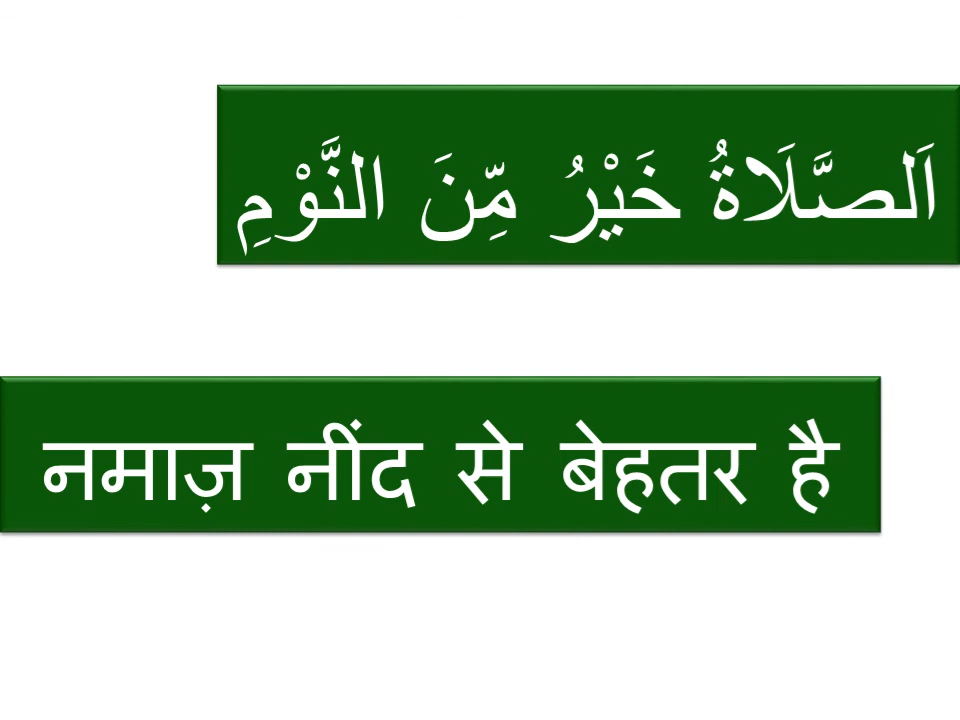 اَلصَّلَاةُ خَيْرُ مِّنَ النَّوْمِ
नमाज़ नींद से बेहतर है